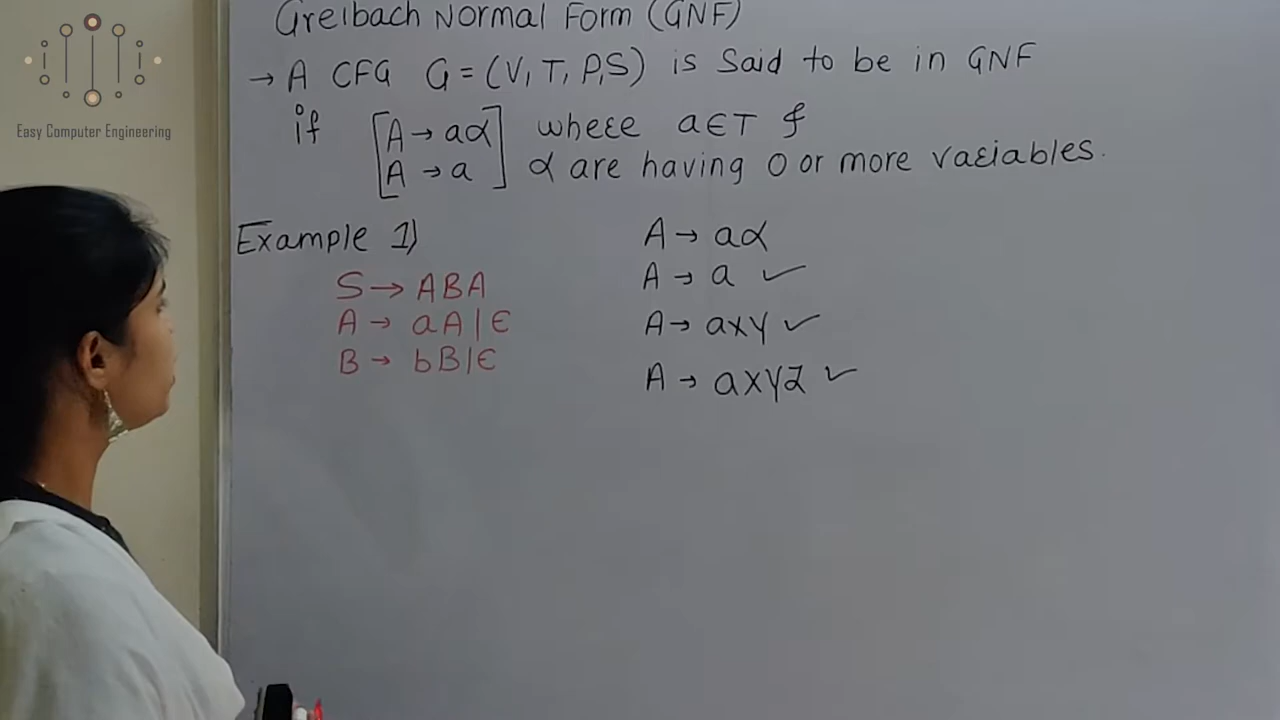 Greibach Normal Form (GNF)
→ A CFG G = (V, T, P, S) is Said to be in GNF
if [A → aα] where a ∈ T &
[A → a] α are having 0 or more variables.
Example 1)
S → ABA
A → aA | ε
B → bB | ε
A → aα
A → a ✓
A → axy ✓
A → axyz ✓
Easy Computer Engineering